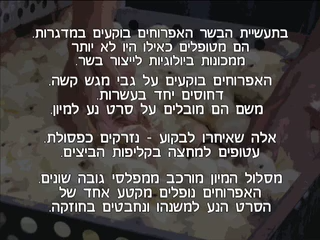 בתעשיית הבשר האפרוחים בוקעים במדגרות.
הם מטופלים כאילו היו לא יותר
ממכונות ביולוגיות לייצור בשר.
האפרוחים בוקעים על גבי מגש קשה,
דחוסים יחד בעשרות.
משם הם מובלים על סרט נע למיון.
אלה שאיחרו לבקוע - נזרקים כפסולת,
עטופים למחצה בקליפות הביצים.
מסלול המיון מורכב ממפלסי גובה שונים.
האפרוחים נופלים מקטע אחד של
הסרט הנע למשנהו ונחבטים בחוזקה.